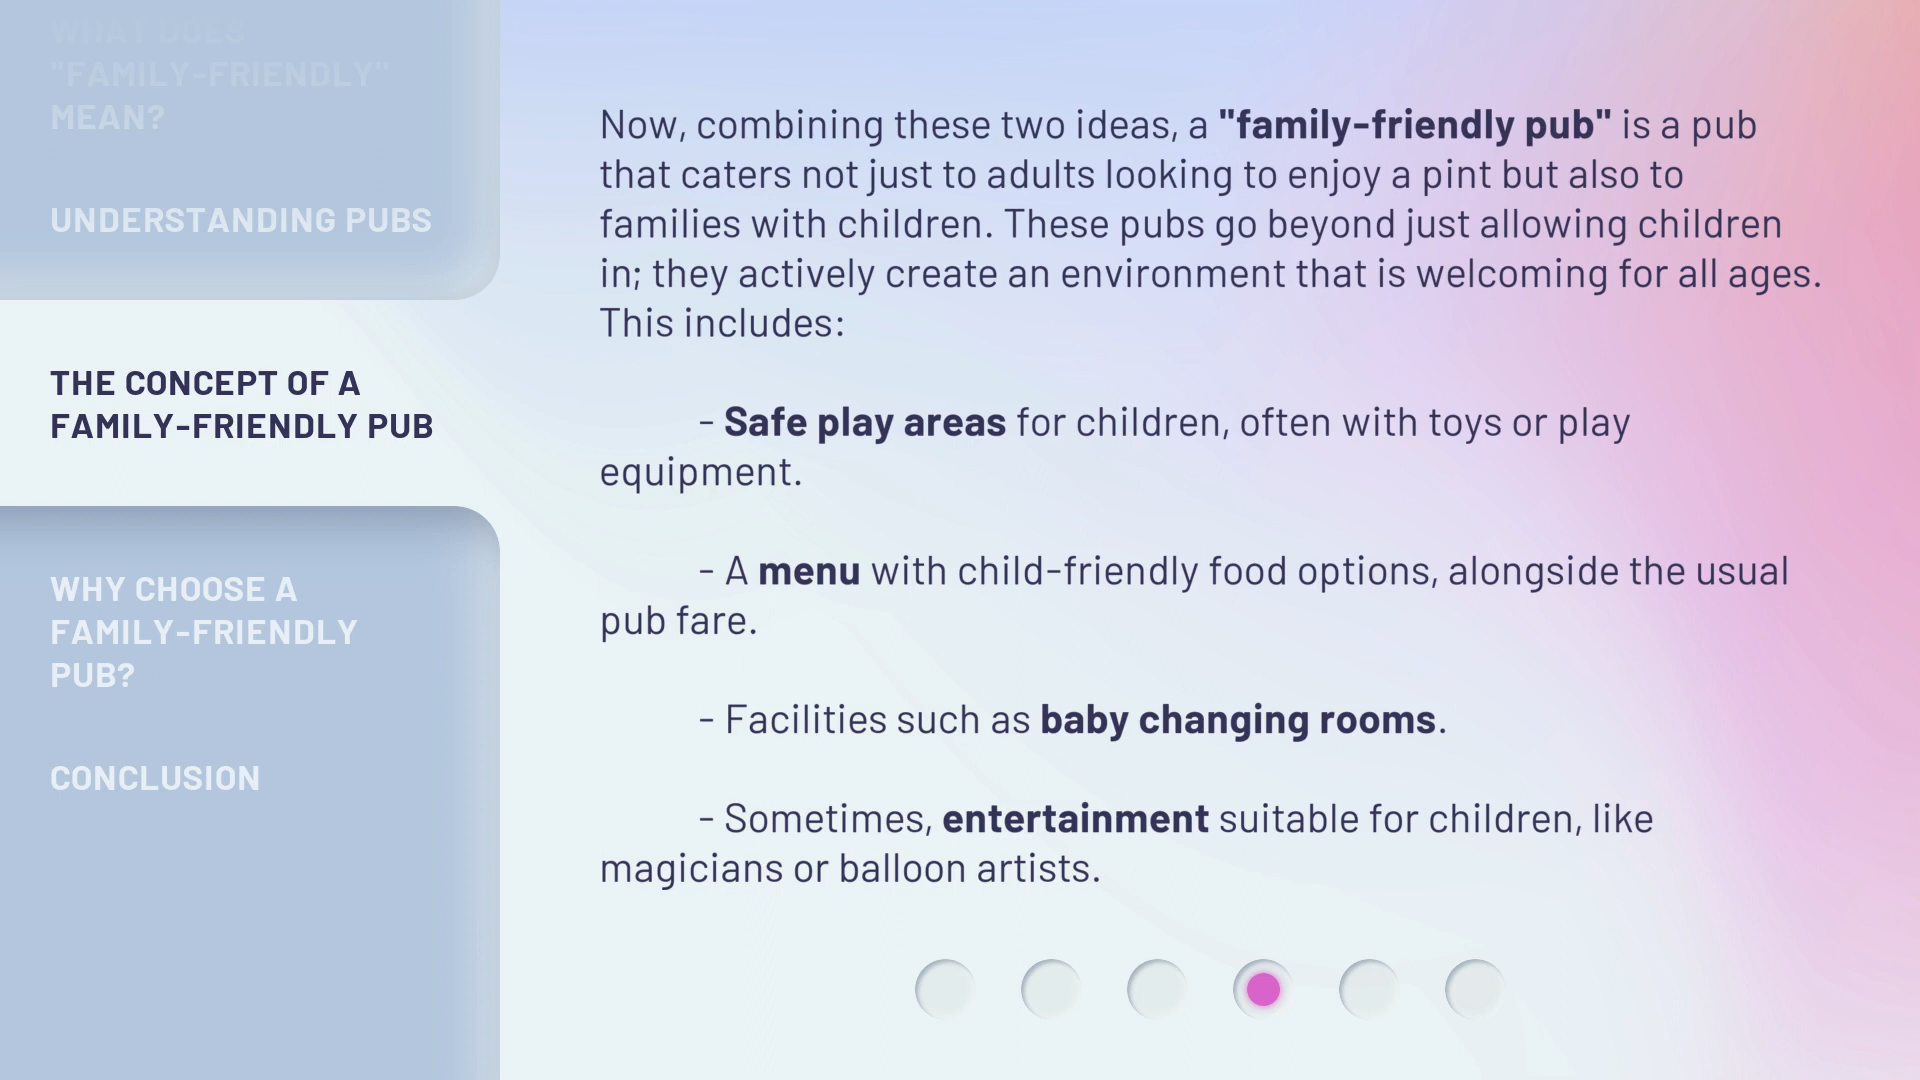 WHAT DOES
"FAMILY-FRIENDLY"
MEAN?
UNDERSTANDING PUBS
THE CONCEPT OF A
FAMILY-FRIENDLY PUB
WHY CHOOSE A
FAMILY-FRIENDLY
PUB?
CONCLUSION
Now, combining these two ideas, a "family-friendly pub" is a pub
that caters not just to adults looking to enjoy a pint but also to
families with children. These pubs go beyond just allowing children
in; they actively create an environment that is welcoming for all ages.
This includes:
- Safe play areas for children, often with toys or play
equipment.
- A menu with child-friendly food options, alongside the usual
pub fare.
- Facilities such as baby changing rooms.
- Sometimes, entertainment suitable for children, like
magicians or balloon artists.